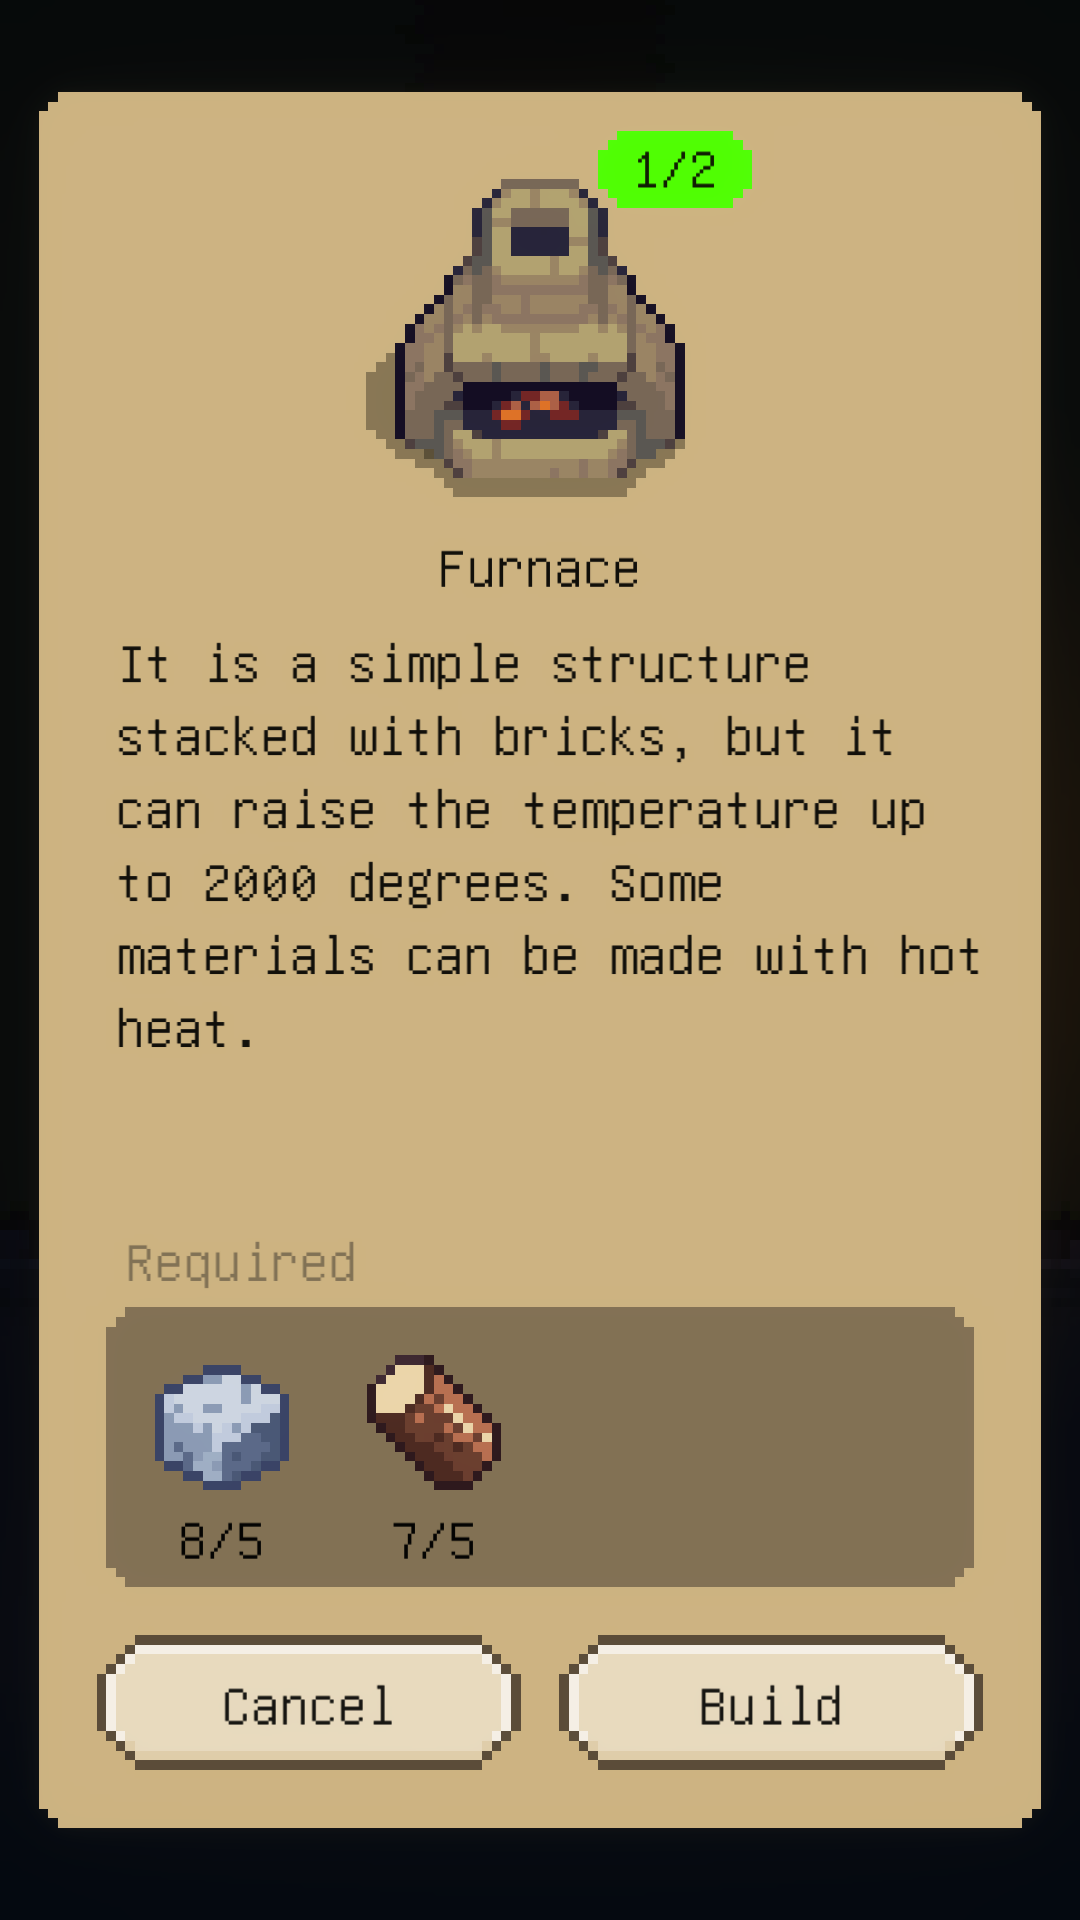 1/2
Furnace
It is a simple structure
stacked with bricks, but it
can raise the temperature up
to 2000 degrees. Some
materials can be made with hot
heat.
Required
8/5 7/5
Cancel Build